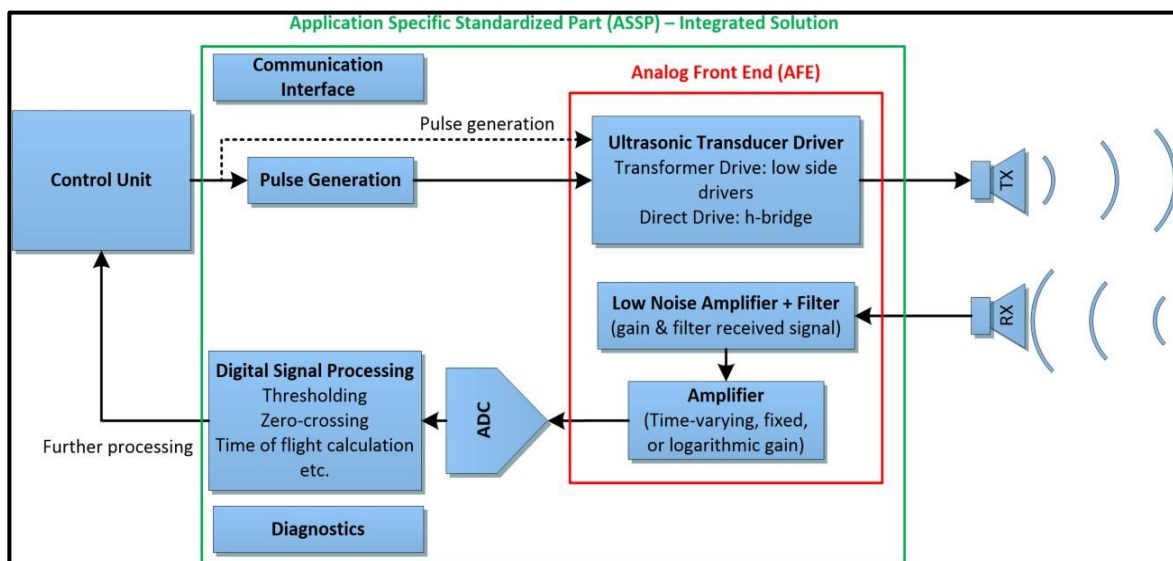 Application Specific Standardized Part (ASSP) – Integrated Solution
Communication
Interface
Analog Front End (AFE)
Control Unit
Pulse generation
Pulse Generation
Ultrasonic Transducer Driver
Transformer Drive: low side
drivers
Direct Drive: h-bridge
TX
Low Noise Amplifier + Filter
(gain & filter received signal)
RX
Amplifier
(Time-varying, fixed,
or logarithmic gain)
ADC
Digital Signal Processing
Thresholding
Zero-crossing
Time of flight calculation
etc.
Further processing
Diagnostics